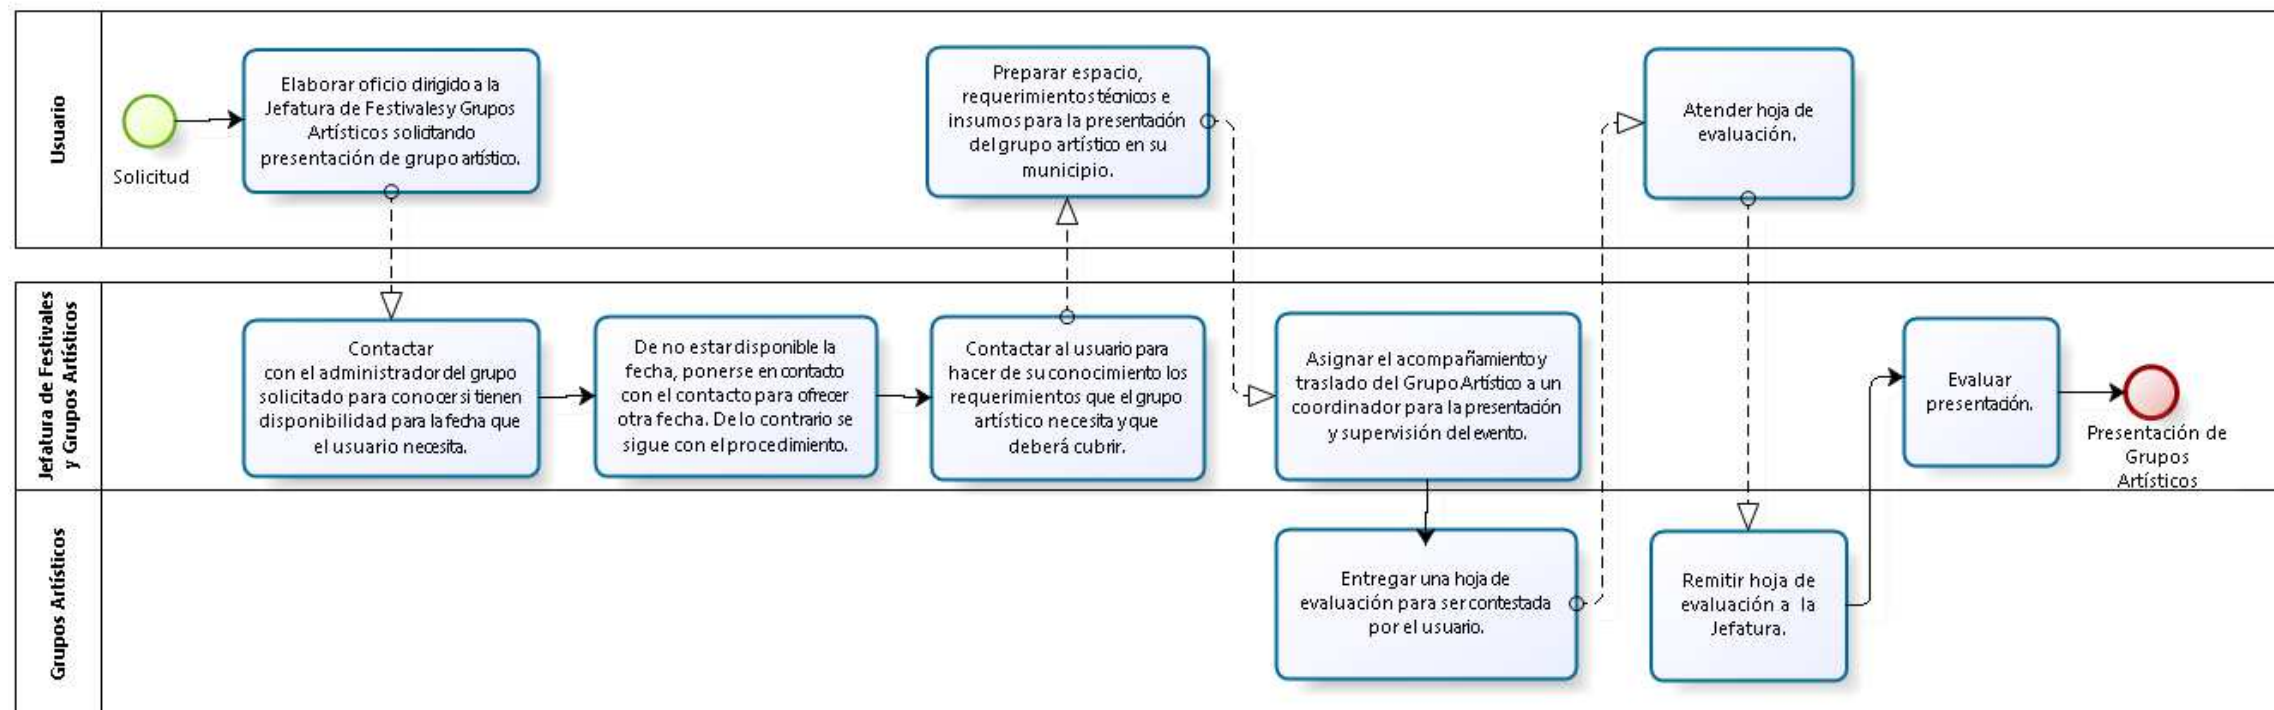 Usuario
Solicitud
Elaborar oficio dirigido a la
Jefatura de Festivales y Grupos
Artísticos solicitando
presentación de grupo artístico.
Preparar espacio,
requerimientos técnicos e
insumos para la presentación
del grupo artístico en su
municipio.
Atender hoja de
evaluación.
Jefatura de Festivales
y Grupos Artísticos
Contactar
con el administrador del grupo
solicitado para conocer si tienen
disponibilidad para la fecha que
el usuario necesita.
De no estar disponible la
fecha, ponerse en contacto
con el contacto para ofrecer
otra fecha. De lo contrario se
sigue con el procedimiento.
Contactar al usuario para
hacer de su conocimiento los
requerimientos que el grupo
artístico necesita y que
deberá cubrir.
Asignar el acompañamiento y
traslado del Grupo Artístico a un
coordinador para la presentación
y supervisión del evento.
Evaluar
presentación.
Presentación de
Grupos
Artísticos
Grupos Artísticos
Entregar una hoja de
evaluación para ser contestada
por el usuario.
Remitir hoja de
evaluación a la
Jefatura.